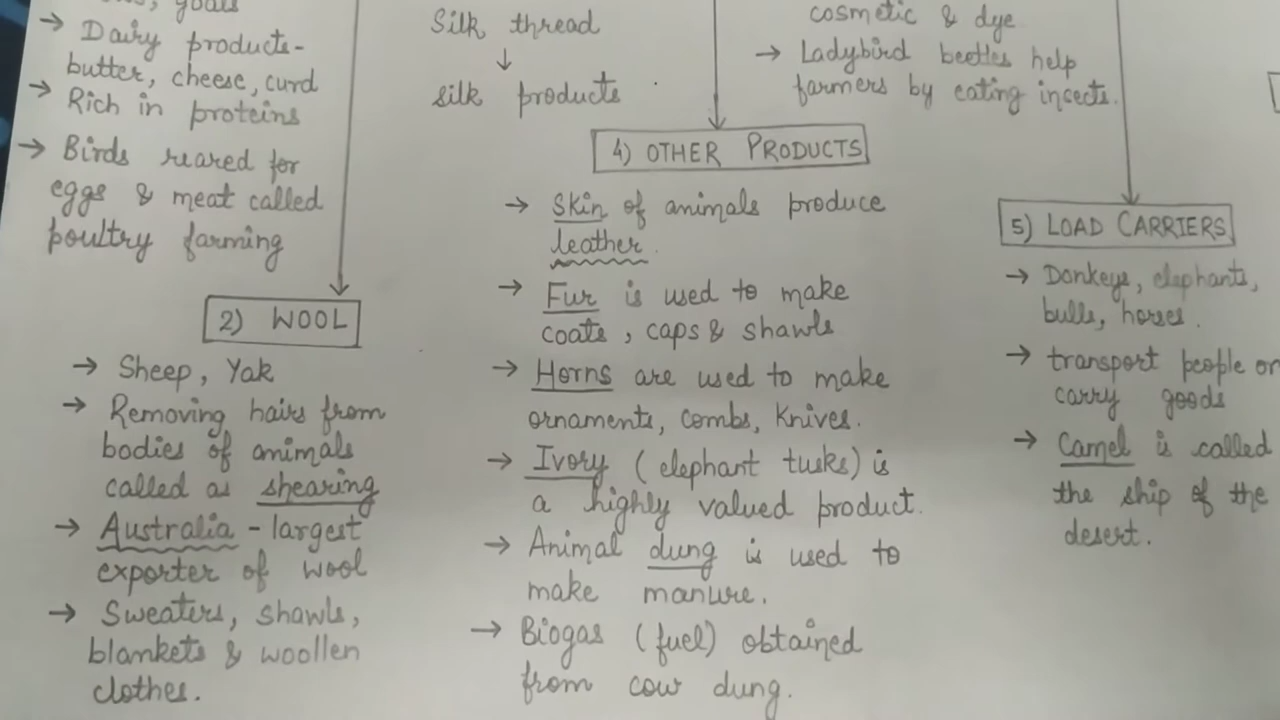 goats
→ Dairy products-
butter, cheese, curd
→ Rich in proteins
→ Birds reared for
eggs & meat called
poultry farming
2) WOOL
→ Sheep, Yak
→ Removing hairs from
bodies of animals
called as shearing
→ Australia - largest
exporter of wool
→ Sweaters, shawls,
blankets & woollen
clothes.
Silk thread
↓
silk products
cosmetic & dye
→ Ladybird beetles help
farmers by eating insects.
4) OTHER PRODUCTS
→ Skin of animals produce
leather.
→ Fur is used to make
coats, caps & shawls
→ Horns are used to make
ornaments, combs, knives.
→ Ivory (elephant tusks) is
a highly valued product.
→ Animal dung is used to
make manure.
→ Biogas (fuel) obtained
from cow dung.
5) LOAD CARRIERS
→ Donkeys, elephants,
bulls, horses.
→ transport people or
carry goods
→ Camel is called
the ship of the
desert.